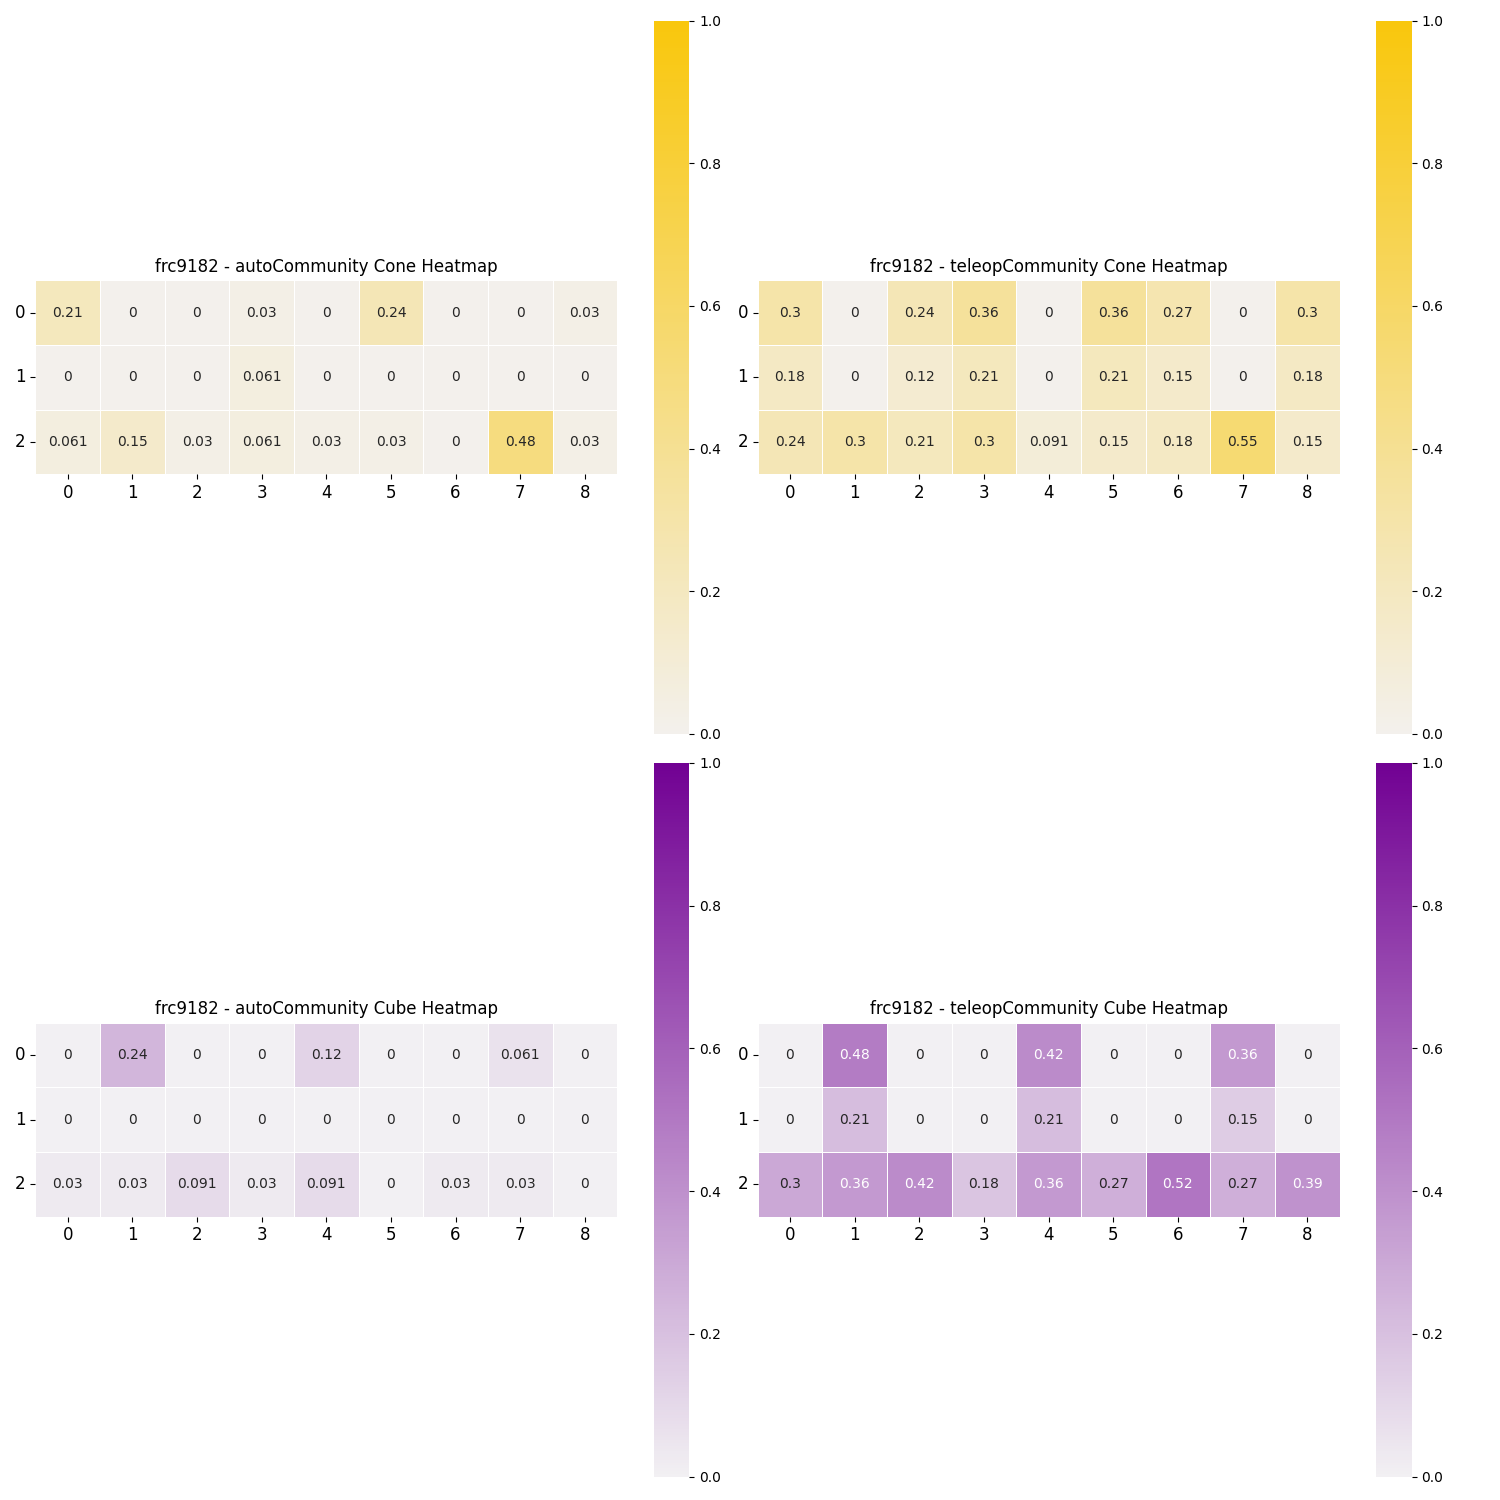 frc9182 - autoCommunity Cone Heatmap
0 0.21 0 0 0.03 0 0.24 0 0 0.03
1 0 0 0 0.061 0 0 0 0 0
2 0.061 0.15 0.03 0.061 0.03 0.03 0 0.48 0.03
0 1 2 3 4 5 6 7 8
1.0
0.8
0.6
0.4
0.2
0.0
frc9182 - teleopCommunity Cone Heatmap
0 0.3 0 0.24 0.36 0 0.36 0.27 0 0.3
1 0.18 0 0.12 0.21 0 0.21 0.15 0 0.18
2 0.24 0.3 0.21 0.3 0.091 0.15 0.18 0.55 0.15
0 1 2 3 4 5 6 7 8
1.0
0.8
0.6
0.4
0.2
0.0
frc9182 - autoCommunity Cube Heatmap
0 0 0.24 0 0 0.12 0 0 0.061 0
1 0 0 0 0 0 0 0 0 0
2 0.03 0.03 0.091 0.03 0.091 0 0.03 0.03 0
0 1 2 3 4 5 6 7 8
1.0
0.8
0.6
0.4
0.2
0.0
frc9182 - teleopCommunity Cube Heatmap
0 0 0.48 0 0 0.42 0 0 0.36 0
1 0 0.21 0 0 0.21 0 0 0.15 0
2 0.3 0.36 0.42 0.18 0.36 0.27 0.52 0.27 0.39
0 1 2 3 4 5 6 7 8
1.0
0.8
0.6
0.4
0.2
0.0